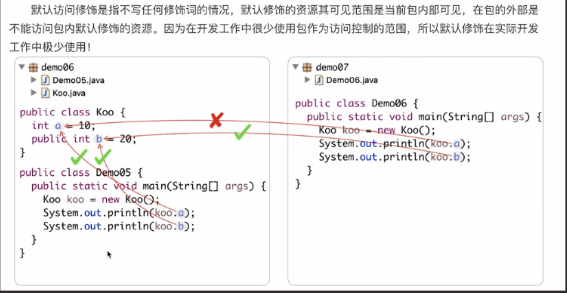 默认访问修饰是指不写任何修饰词的情况，默认修饰的资源其可见范围是当前包内部可见，在包的外部是
不能访问包内默认修饰的资源。因为在开发工作中很少使用包作为访问控制的范围，所以默认修饰在实际开发
工作中极少使用！
demo06
Demo05.java
Koo.java
public class Koo {
int a = 10;
public int b = 20;
}
public class Demo05 {
public static void main(String[] args) {
Koo koo = new Koo();
System.out.println(koo.a);
System.out.println(koo.b);
}
}
demo07
Demo06.java
public class Demo06 {
public static void main(String[] args) {
Koo koo = new Koo();
System.out.println(koo.a);
System.out.println(koo.b);
}
}